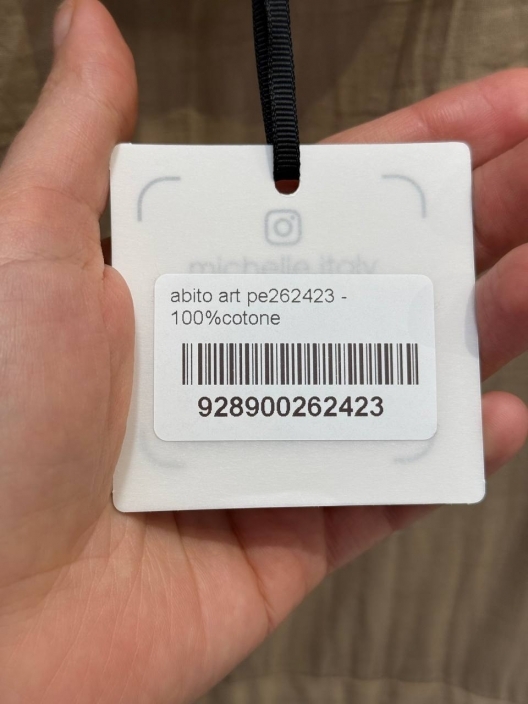 michelle.italy
abito art pe262423 -
100%cotone
928900262423